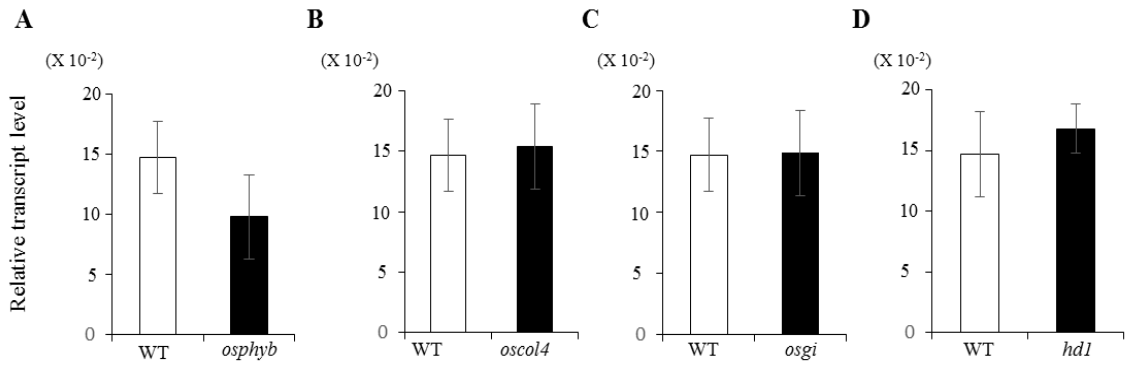 A B C D
(X 10⁻²) (X 10⁻²) (X 10⁻²) (X 10⁻²)
Relative transcript level
20 20 20 20
15 15 15 15
10 10 10 10
5 5 5 5
0 0 0 0
WT osphyb WT oscol4 WT osgi WT hd1